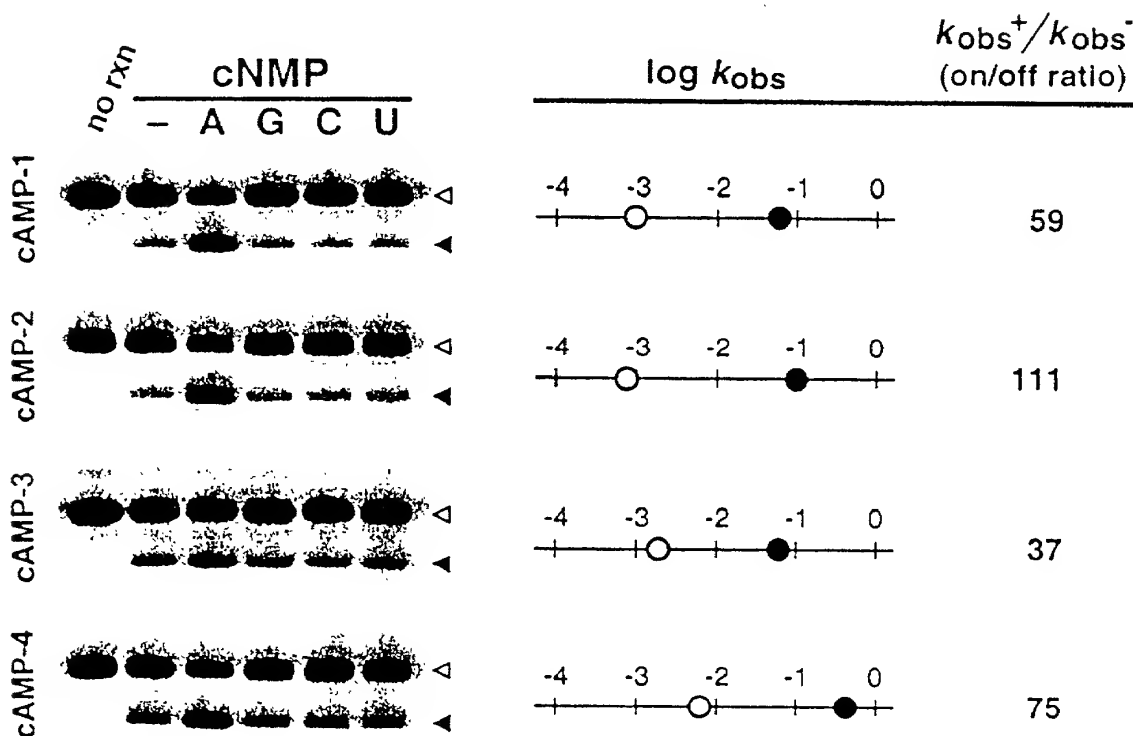 no rxn
cNMP
– A G C U
log kobs
kobs+/kobs-
(on/off ratio)
cAMP-1
-4 -3 -2 -1 0
59
cAMP-2
-4 -3 -2 -1 0
111
cAMP-3
-4 -3 -2 -1 0
37
cAMP-4
-4 -3 -2 -1 0
75